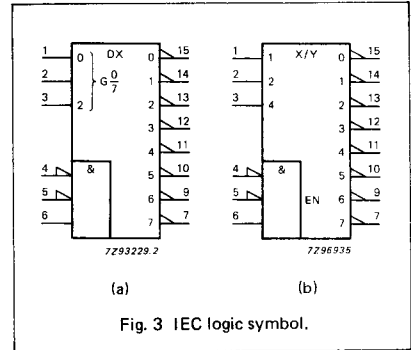 1 0 DX 0 15
2 G 0/7 1 14
3 2 2 13
3 12
4 11
4 & 5 10
5 6 9
6 7 7
7Z93229.2
(a)
1 1 X/Y 0 15
2 2 1 14
3 4 2 13
3 12
4 11
4 & 5 10
5 EN 6 9
6 7 7
7Z96935
(b)
Fig. 3 IEC logic symbol.